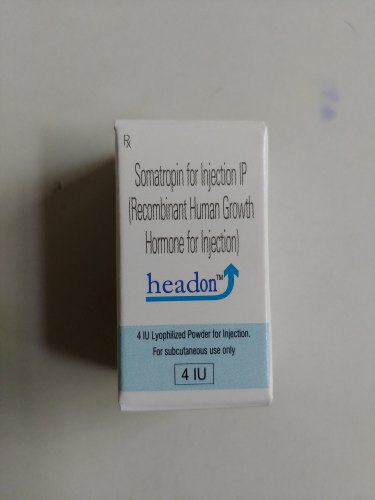 Rx
Somatropin for Injection IP
(Recombinant Human Growth
Hormone for Injection)
headon™
4 IU Lyophilized Powder for Injection.
For subcutaneous use only
4 IU